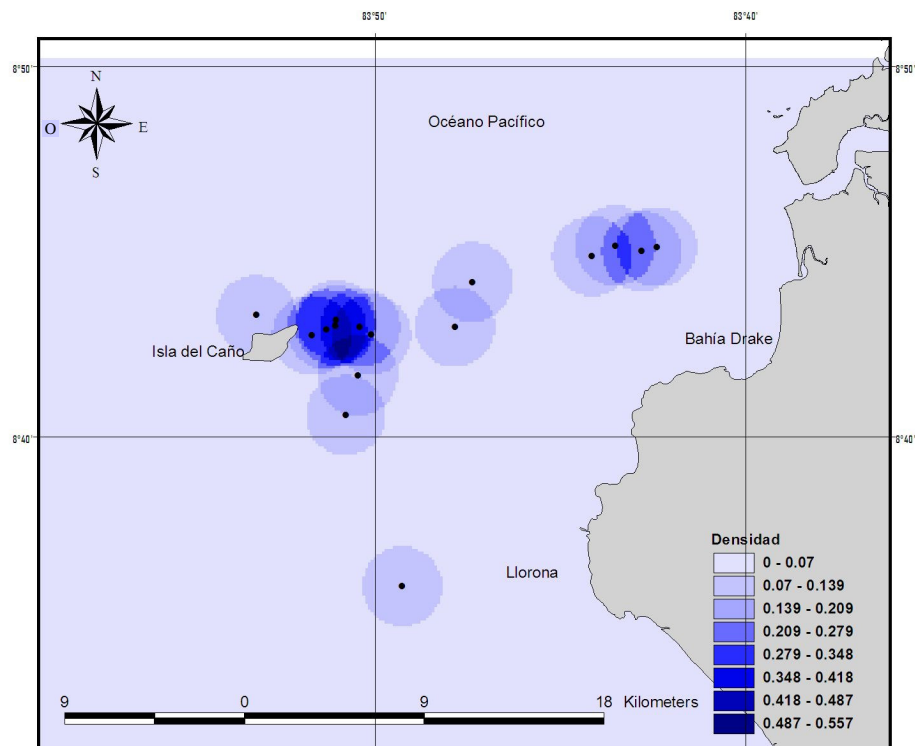 83°50' 83°40'
8°50' 8°50'
N
O E
S
Océano Pacífico
Isla del Caño
Bahía Drake
8°40' 8°40'
Llorona
Densidad
0 - 0.07
0.07 - 0.139
0.139 - 0.209
0.209 - 0.279
0.279 - 0.348
0.348 - 0.418
0.418 - 0.487
0.487 - 0.557
9 0 9 18 Kilometers